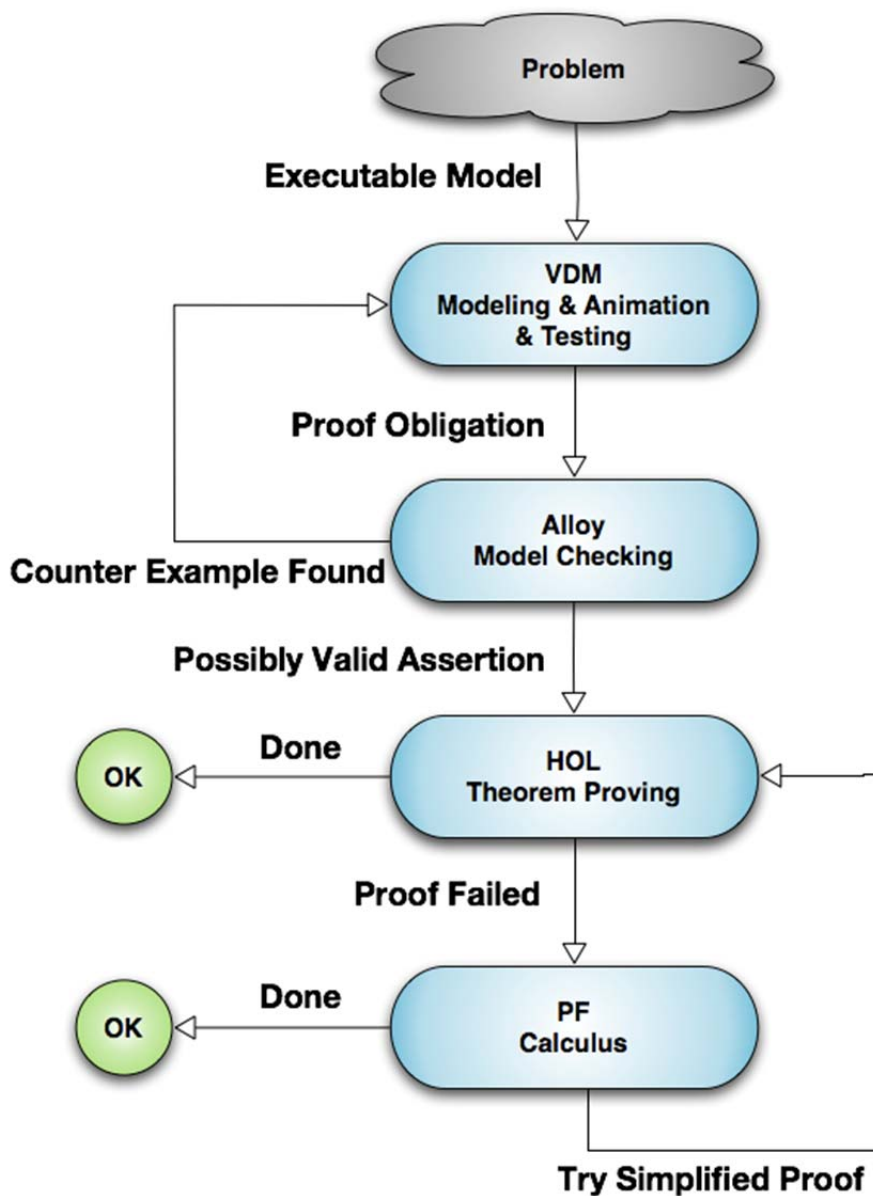 Problem
Executable Model
VDM
Modeling & Animation
& Testing
Proof Obligation
Alloy
Model Checking
Counter Example Found
Possibly Valid Assertion
Done
OK
HOL
Theorem Proving
Proof Failed
Done
OK
PF
Calculus
Try Simplified Proof